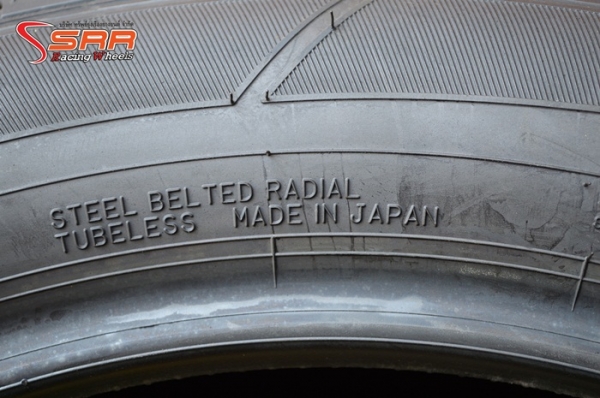 SRR
Racing Wheels
STEEL BELTED RADIAL
TUBELESS MADE IN JAPAN